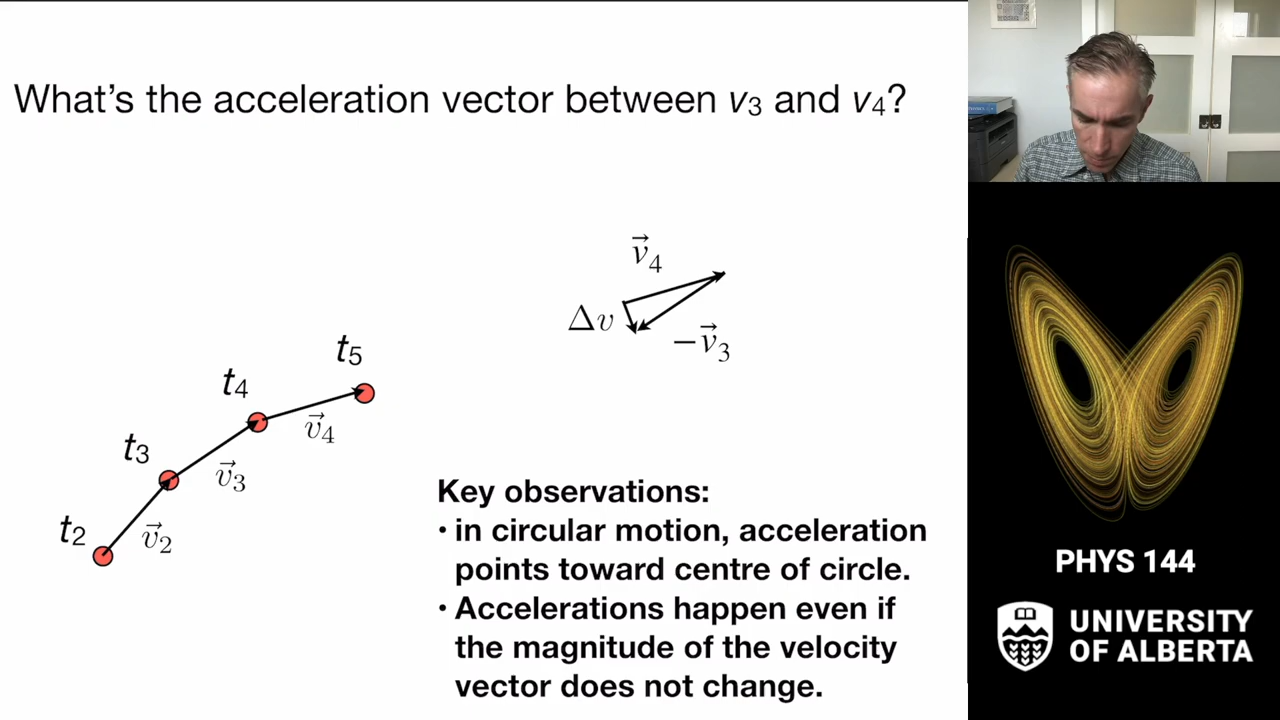 What's the acceleration vector between v₃ and v₄?
v⃗₄
Δv
−v⃗₃
t₅
t₄
v⃗₄
t₃
v⃗₃
t₂
v⃗₂
Key observations:
• in circular motion, acceleration
points toward centre of circle.
• Accelerations happen even if
the magnitude of the velocity
vector does not change.
PHYS 144
UNIVERSITY
OF ALBERTA